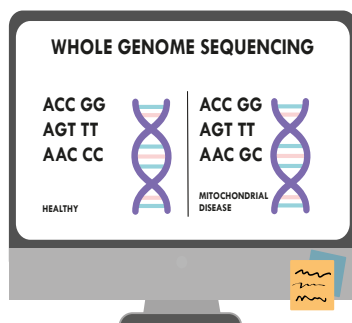 WHOLE GENOME SEQUENCING
ACC GG
AGT TT
AAC CC
HEALTHY
ACC GG
AGT TT
AAC GC
MITOCHONDRIAL
DISEASE